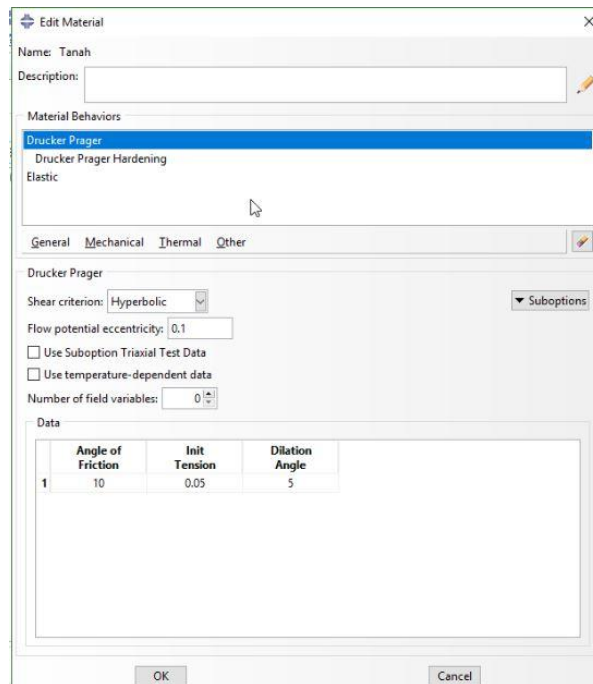 Edit Material
Name: Tanah
Description:
Material Behaviors
Drucker Prager
Drucker Prager Hardening
Elastic
General Mechanical Thermal Other
Drucker Prager
Shear criterion: Hyperbolic
Suboptions
Flow potential eccentricity: 0.1
Use Suboption Triaxial Test Data
Use temperature-dependent data
Number of field variables: 0
Data
Angle of Friction Init Tension Dilation Angle
1 10 0.05 5
OK Cancel